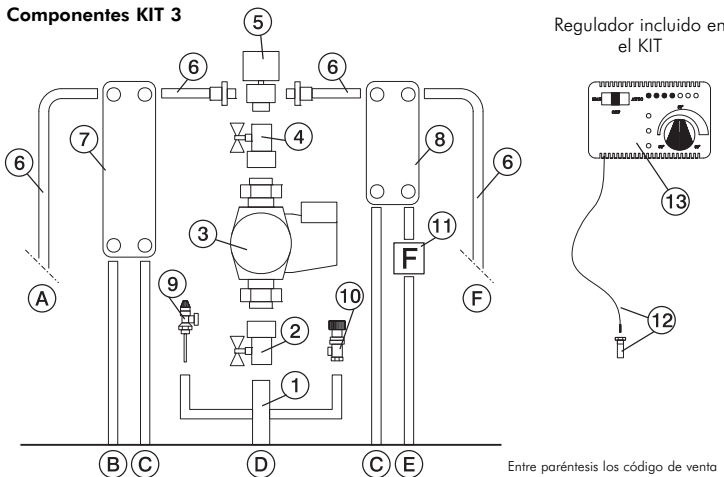 Componentes KIT 3
Regulador incluido en
el KIT
5
6
6
4
7
8
6
6
3
13
11
F
A
F
9
10
12
2
1
B
C
D
C
E
Entre paréntesis los código de venta